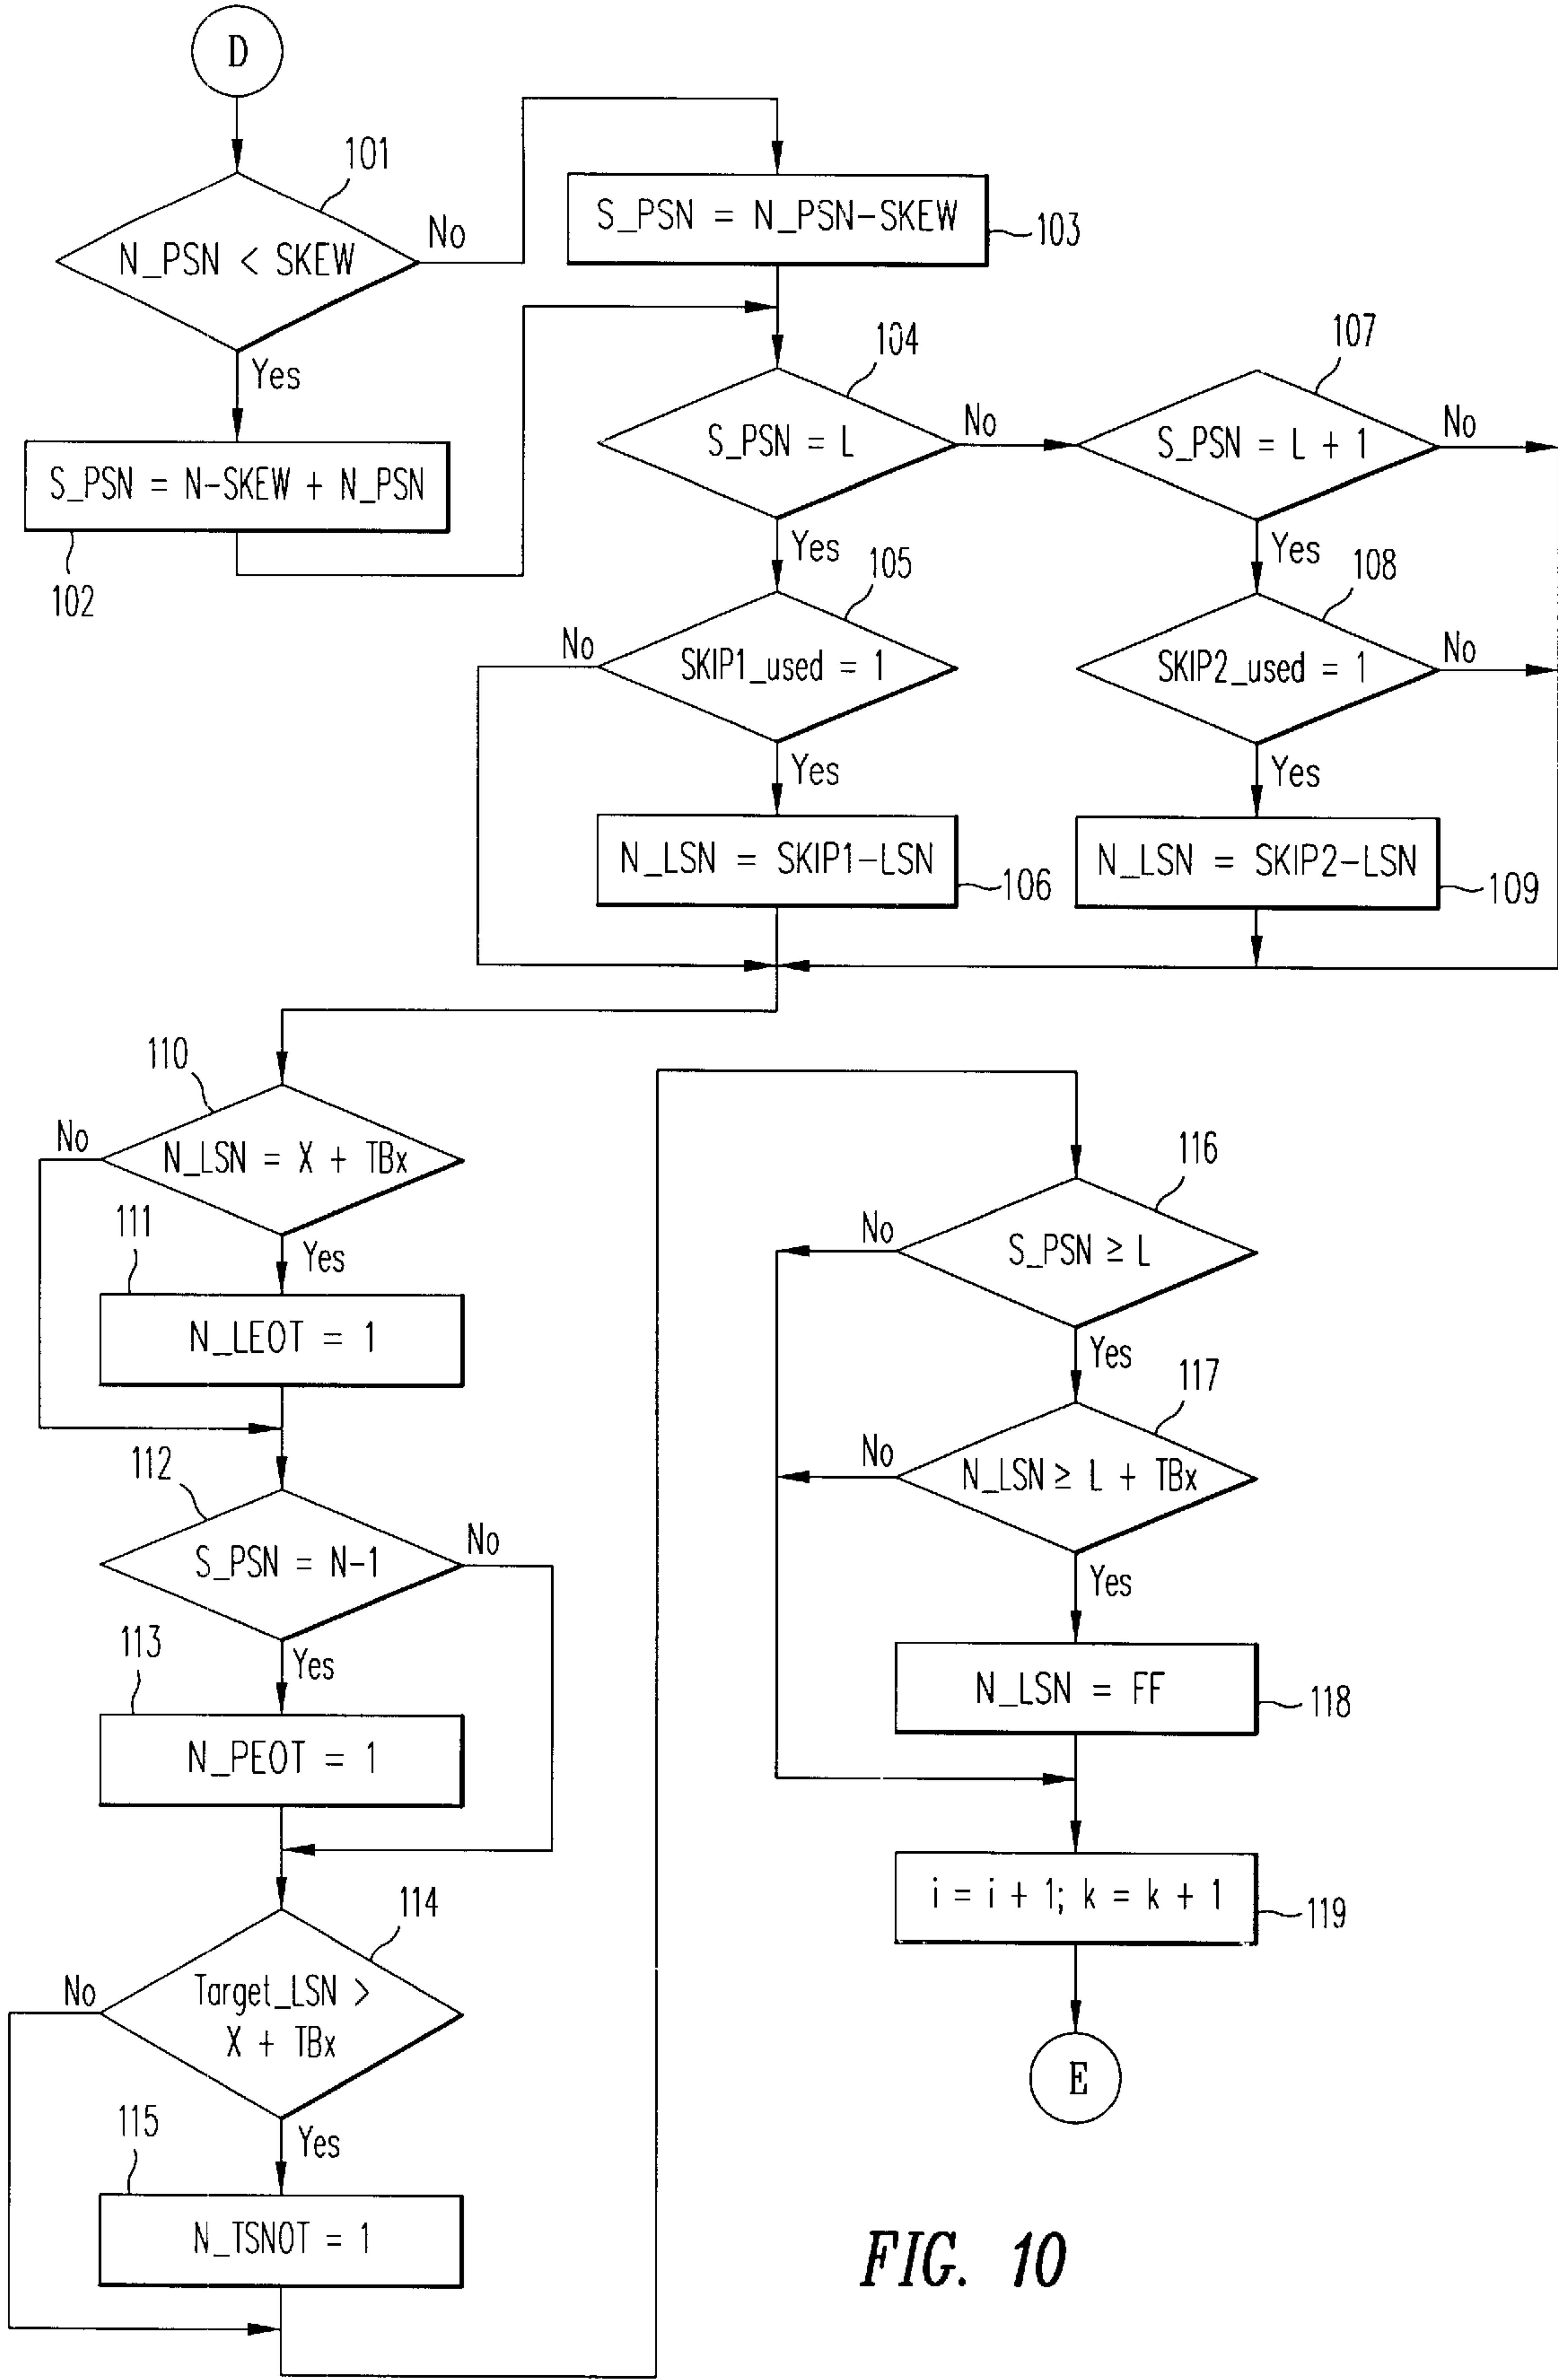 D
101
N_PSN < SKEW
No
Yes
S_PSN = N_PSN-SKEW
103
S_PSN = N-SKEW + N_PSN
102
104
S_PSN = L
No
Yes
107
S_PSN = L + 1
No
Yes
105
SKIP1_used = 1
No
Yes
108
SKIP2_used = 1
No
Yes
N_LSN = SKIP1-LSN
106
N_LSN = SKIP2-LSN
109
110
N_LSN = X + TBx
No
Yes
111
N_LEOT = 1
112
S_PSN = N-1
No
Yes
113
N_PEOT = 1
114
Target_LSN >
X + TBx
No
Yes
115
N_TSNOT = 1
116
S_PSN ≥ L
No
Yes
117
N_LSN ≥ L + TBx
No
Yes
N_LSN = FF
118
i = i + 1; k = k + 1
119
E
FIG. 10